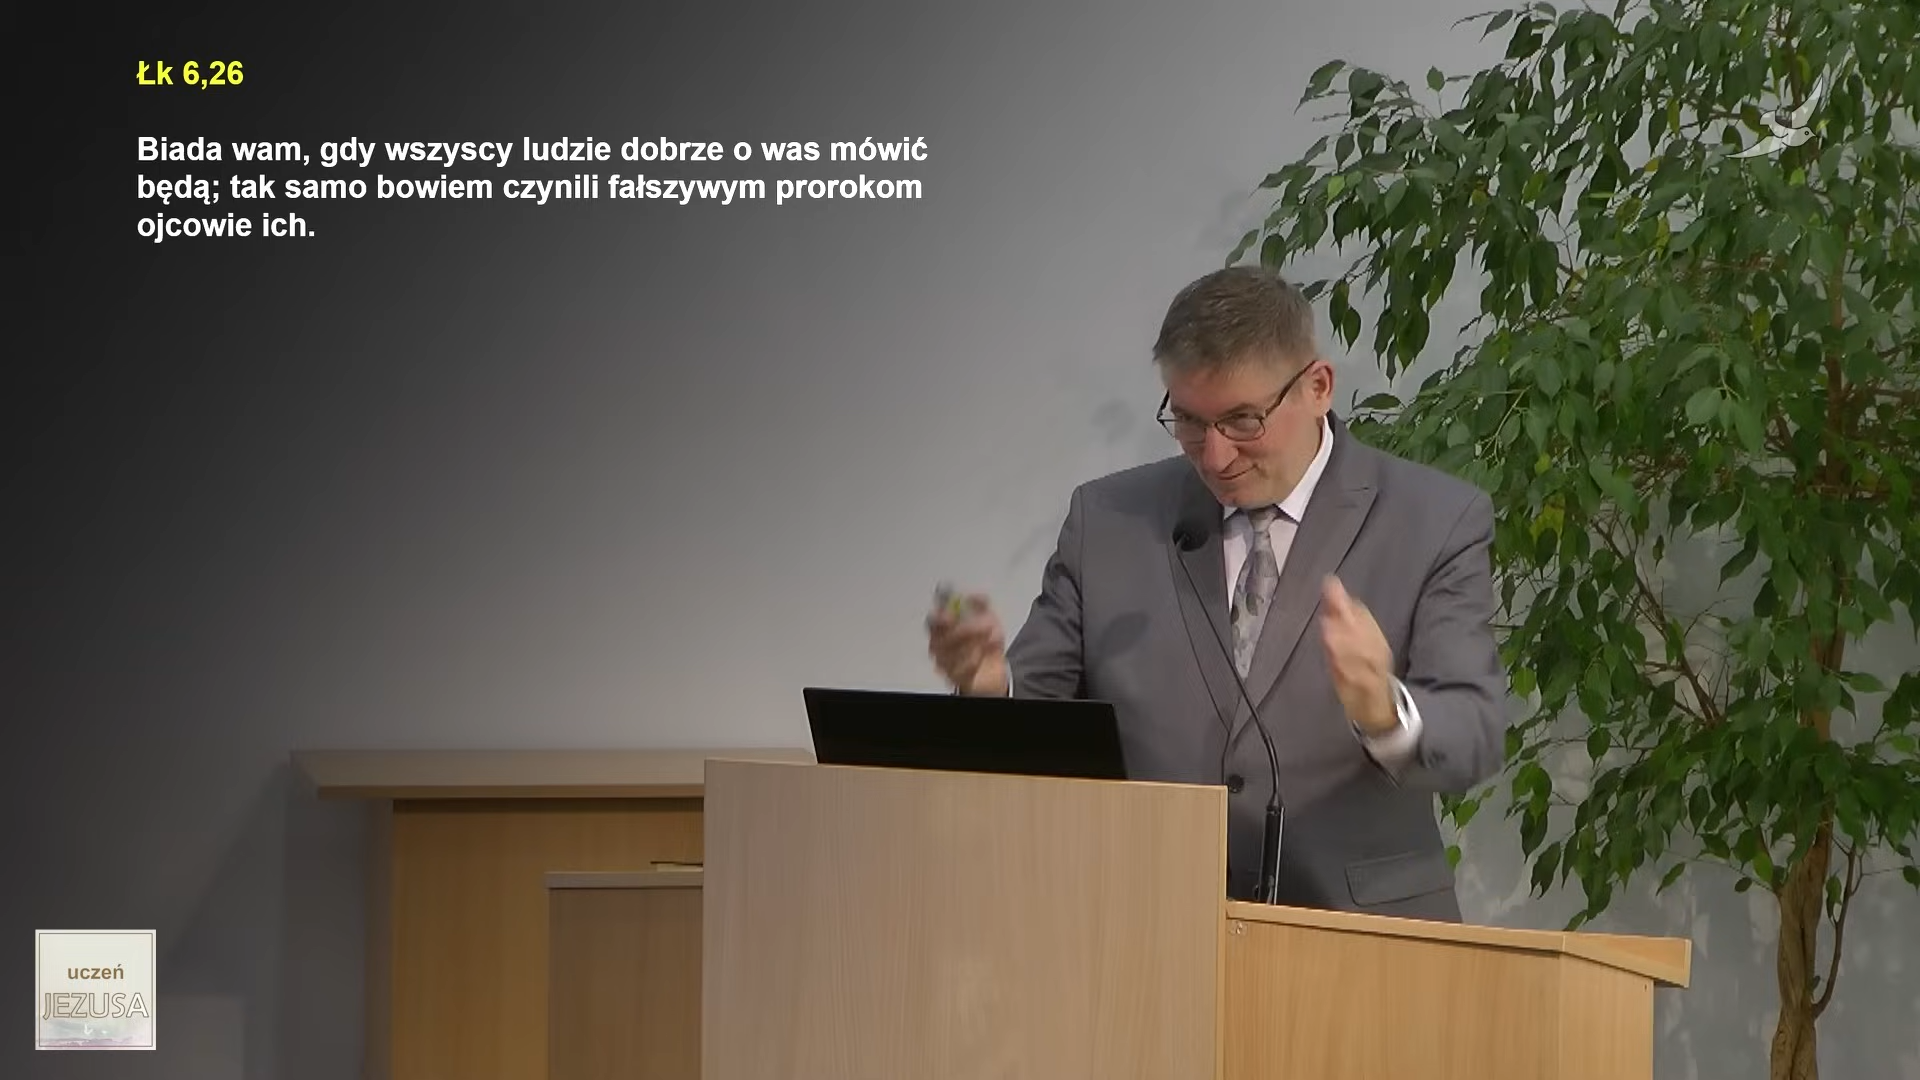 Łk 6,26
Biada wam, gdy wszyscy ludzie dobrze o was mówić
będą; tak samo bowiem czynili fałszywym prorokom
ojcowie ich.
uczeń
JEZUSA